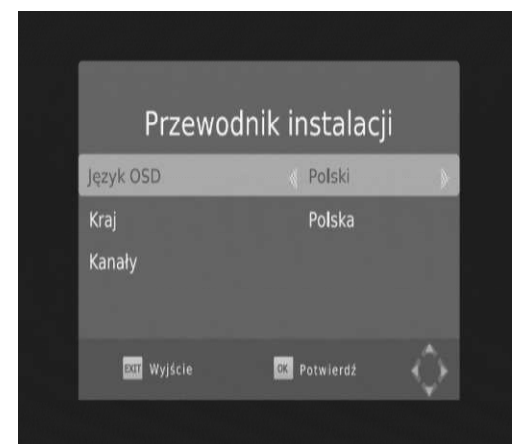 Przewodnik instalacji
Język OSD Polski
Kraj Polska
Kanały
EXIT Wyjście OK Potwierdź